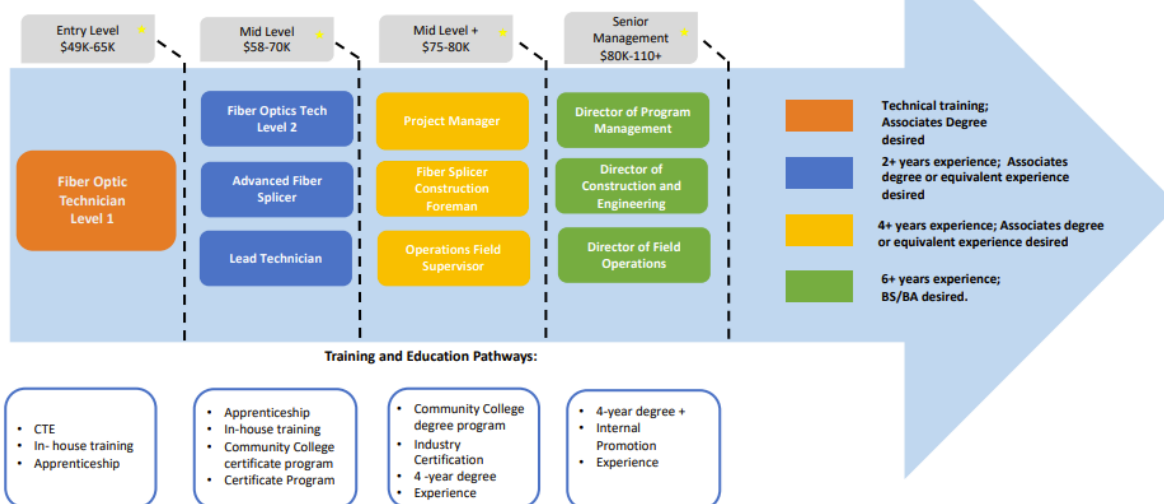 Entry Level
$49K-65K
Mid Level
$58-70K
Mid Level +
$75-80K
Senior
Management
$80K-110+
Fiber Optic
Technician
Level 1
Fiber Optics Tech
Level 2
Advanced Fiber
Splicer
Lead Technician
Project Manager
Fiber Splicer
Construction
Foreman
Operations Field
Supervisor
Director of Program
Management
Director of
Construction and
Engineering
Director of Field
Operations
Technical training;
Associates Degree
desired
2+ years experience; Associates
degree or equivalent experience
desired
4+ years experience; Associates degree
or equivalent experience desired
6+ years experience;
BS/BA desired.
Training and Education Pathways:
• CTE
• In- house training
• Apprenticeship
• Apprenticeship
• In-house training
• Community College
certificate program
• Certificate Program
• Community College
degree program
• Industry
Certification
• 4 -year degree
• Experience
• 4-year degree +
• Internal
Promotion
• Experience